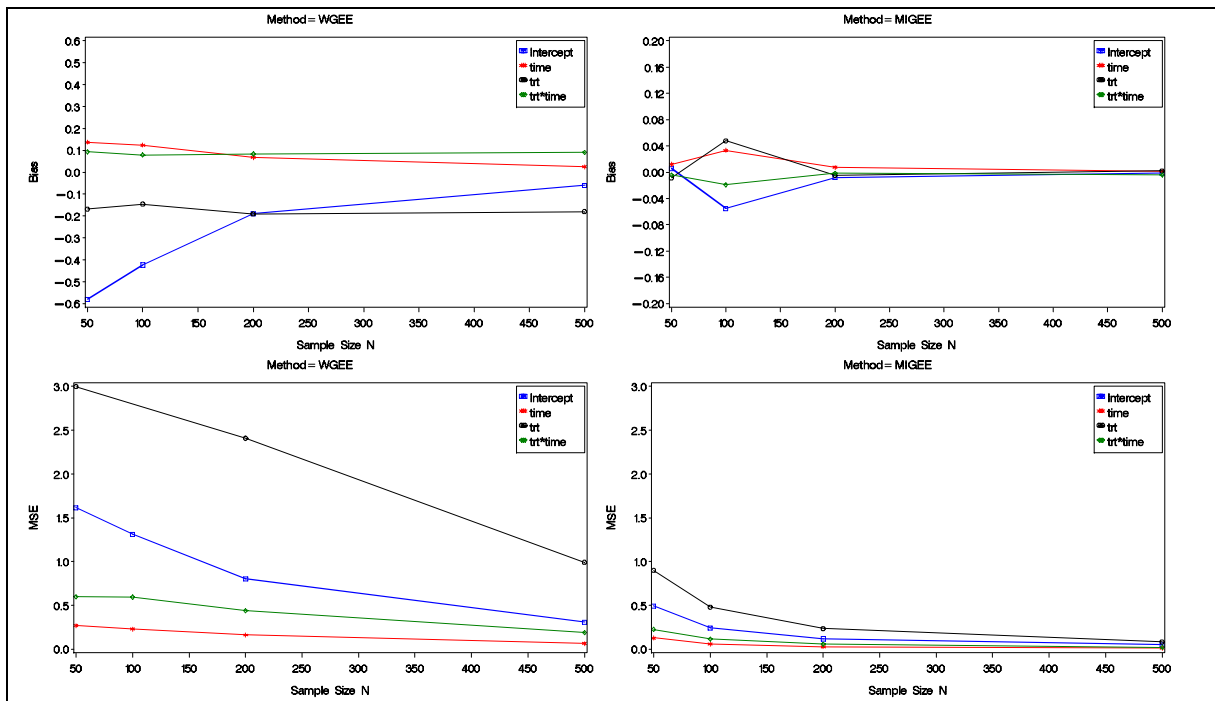 Method=WGEE
0.6
0.5
0.4
0.3
0.2
0.1
0.0
−0.1
−0.2
−0.3
−0.4
−0.5
−0.6
Bias
Intercept
time
trt
trt*time
50 100 150 200 250 300 350 400 450 500
Sample Size N
Method=MIGEE
0.20
0.16
0.12
0.08
0.04
0.00
−0.04
−0.08
−0.12
−0.16
−0.20
Bias
Intercept
time
trt
trt*time
50 100 150 200 250 300 350 400 450 500
Sample Size N
Method=WGEE
3.0
2.5
2.0
1.5
1.0
0.5
0.0
MSE
Intercept
time
trt
trt*time
50 100 150 200 250 300 350 400 450 500
Sample Size N
Method=MIGEE
3.0
2.5
2.0
1.5
1.0
0.5
0.0
MSE
Intercept
time
trt
trt*time
50 100 150 200 250 300 350 400 450 500
Sample Size N